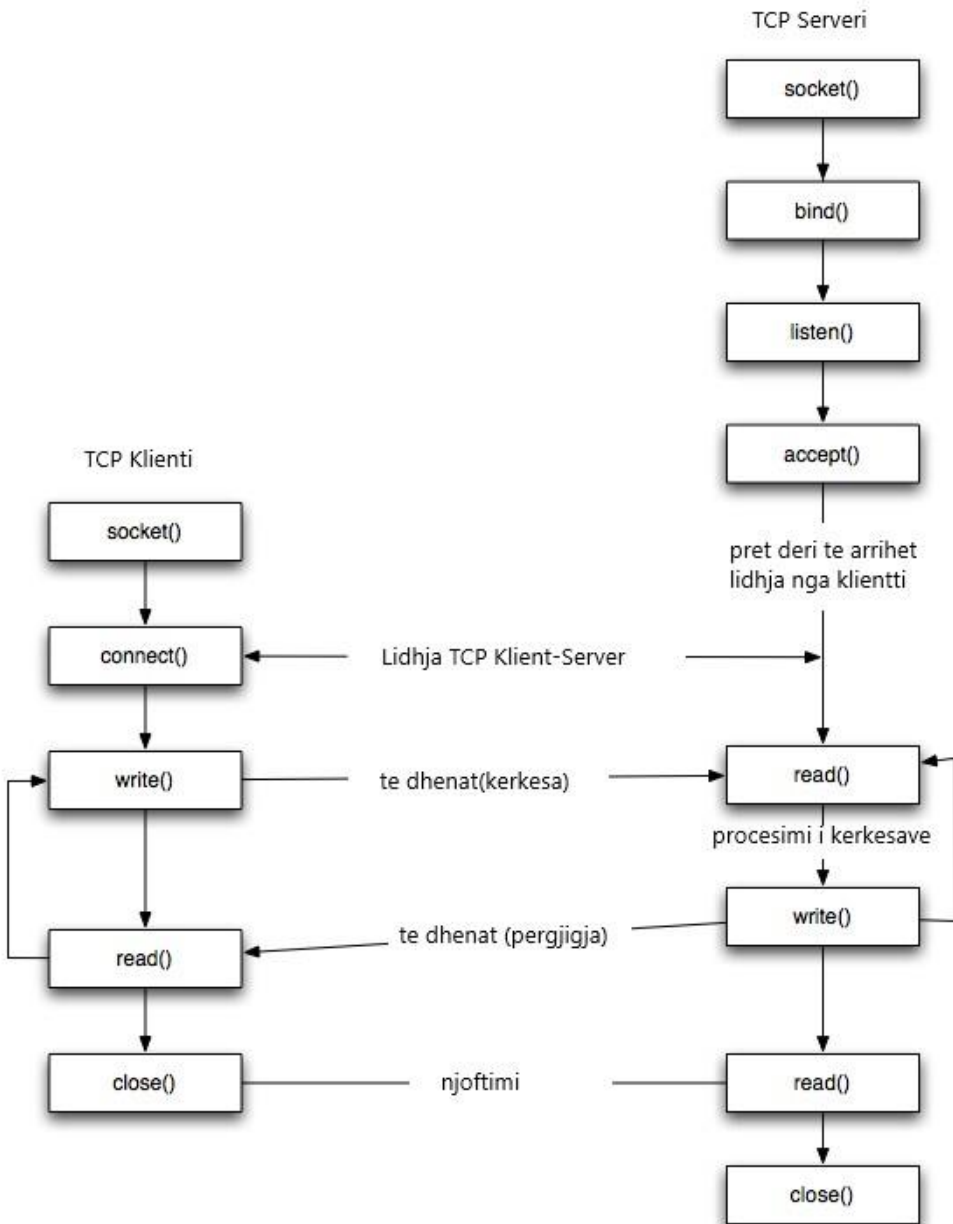 TCP Serveri
socket()
bind()
listen()
accept()
TCP Klienti
socket()
pret deri te arrihet
lidhja nga klientti
connect()
Lidhja TCP Klient-Server
write()
te dhenat(kerkesa)
read()
procesimi i kerkesave
write()
te dhenat (pergjigja)
read()
close()
njoftimi
read()
close()